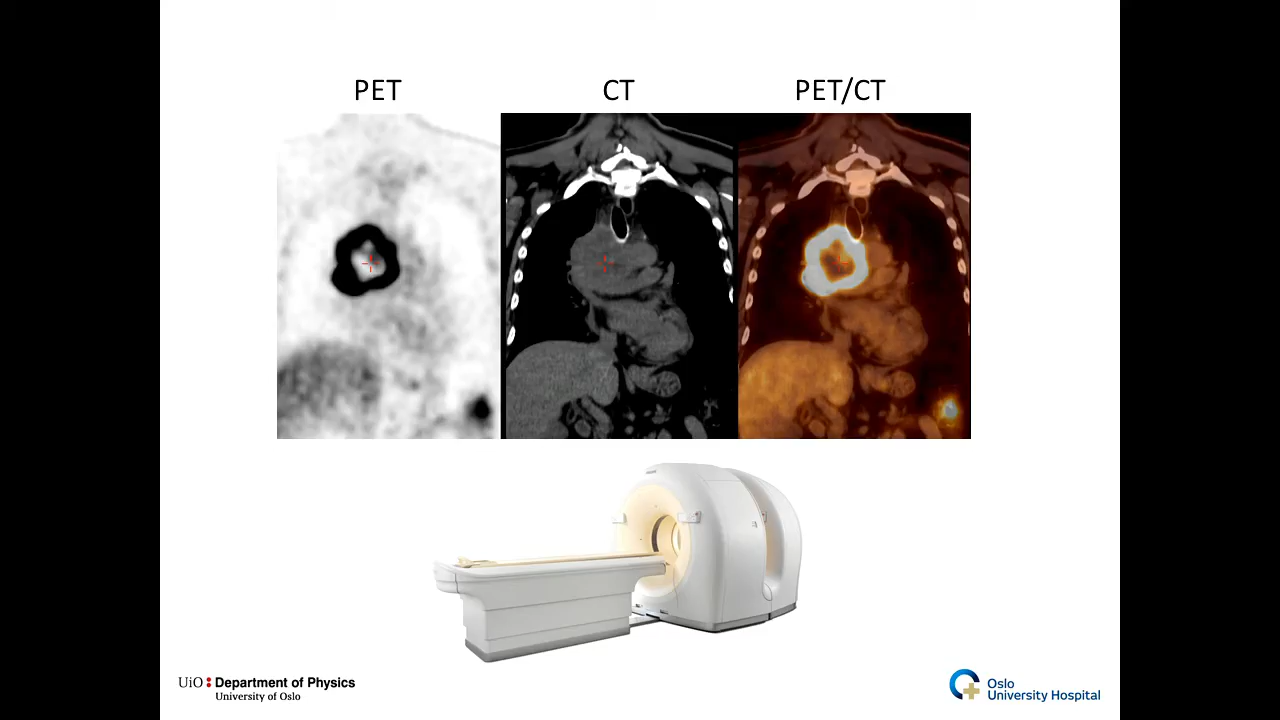 PET
CT
PET/CT
UiO Department of Physics
University of Oslo
Oslo
University Hospital